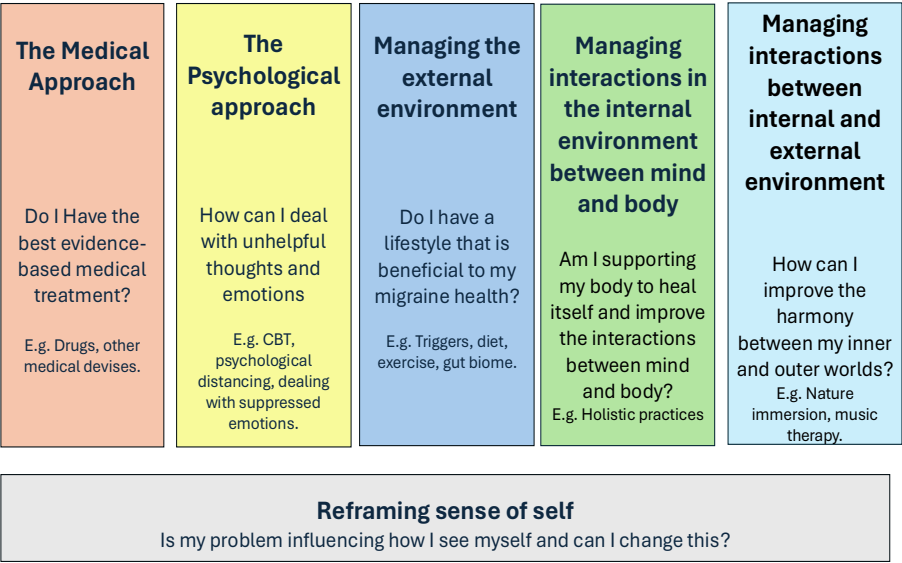 The Medical
Approach
Do I Have the
best evidence-
based medical
treatment?
E.g. Drugs, other
medical devises.
The
Psychological
approach
How can I deal
with unhelpful
thoughts and
emotions
E.g. CBT,
psychological
distancing, dealing
with suppressed
emotions.
Managing the
external
environment
Do I have a
lifestyle that is
beneficial to my
migraine health?
E.g. Triggers, diet,
exercise, gut biome.
Managing
interactions in
the internal
environment
between mind
and body
Am I supporting
my body to heal
itself and improve
the interactions
between mind
and body?
E.g. Holistic practices
Managing
interactions
between
internal and
external
environment
How can I
improve the
harmony
between my inner
and outer worlds?
E.g. Nature
immersion, music
therapy.
Reframing sense of self
Is my problem influencing how I see myself and can I change this?